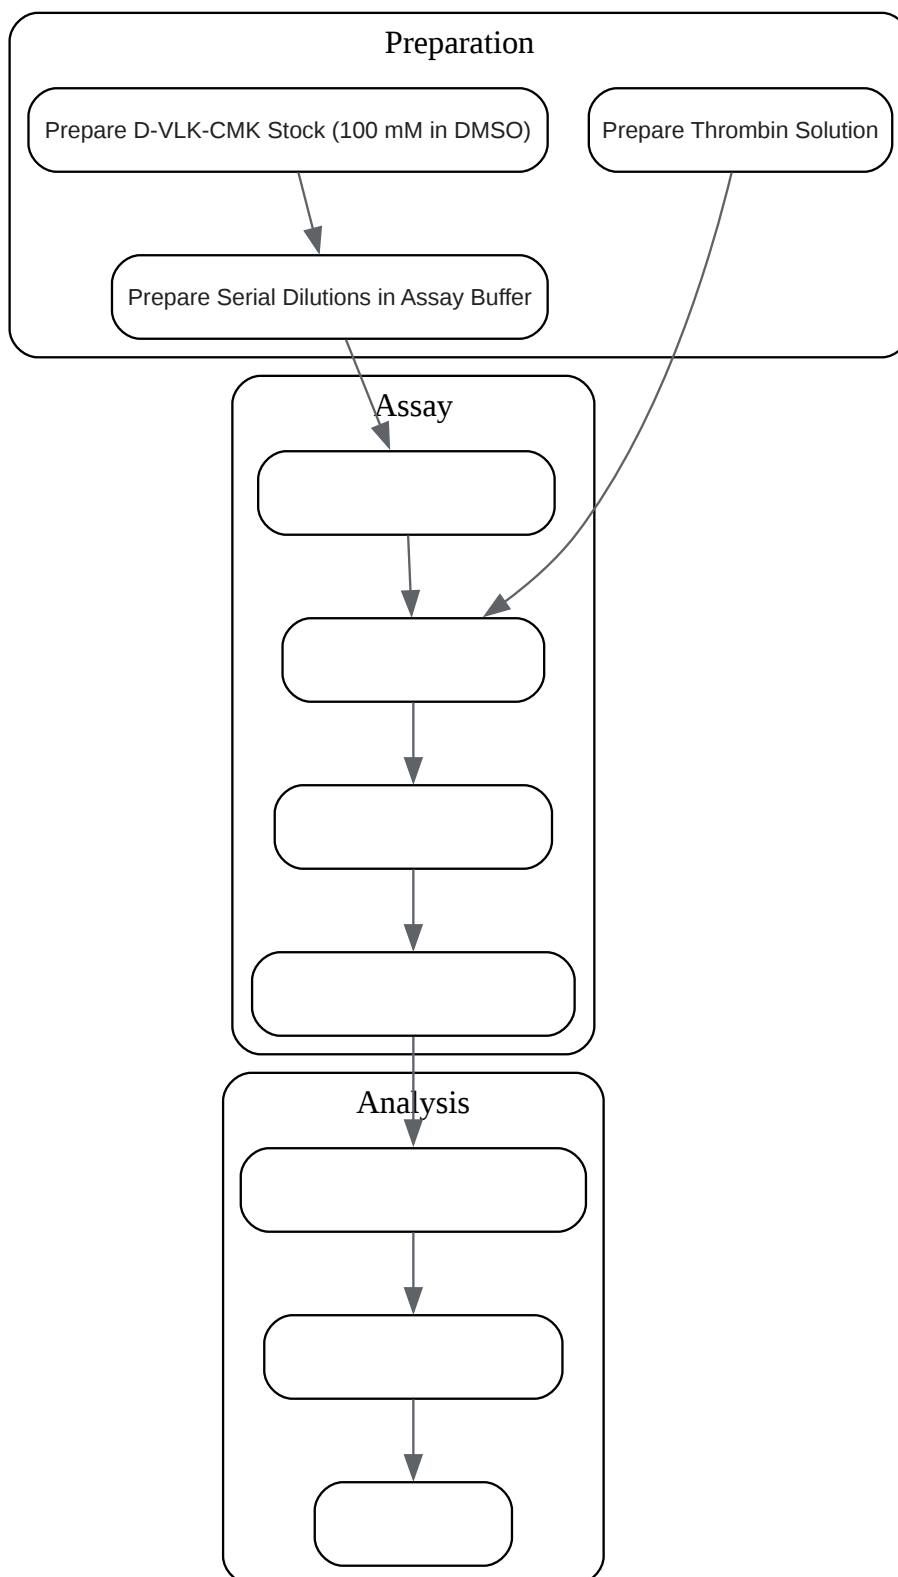 Preparation
Prepare D-VLK-CMK Stock (100 mM in DMSO)
Prepare Thrombin Solution
Prepare Serial Dilutions in Assay Buffer
Assay
Analysis